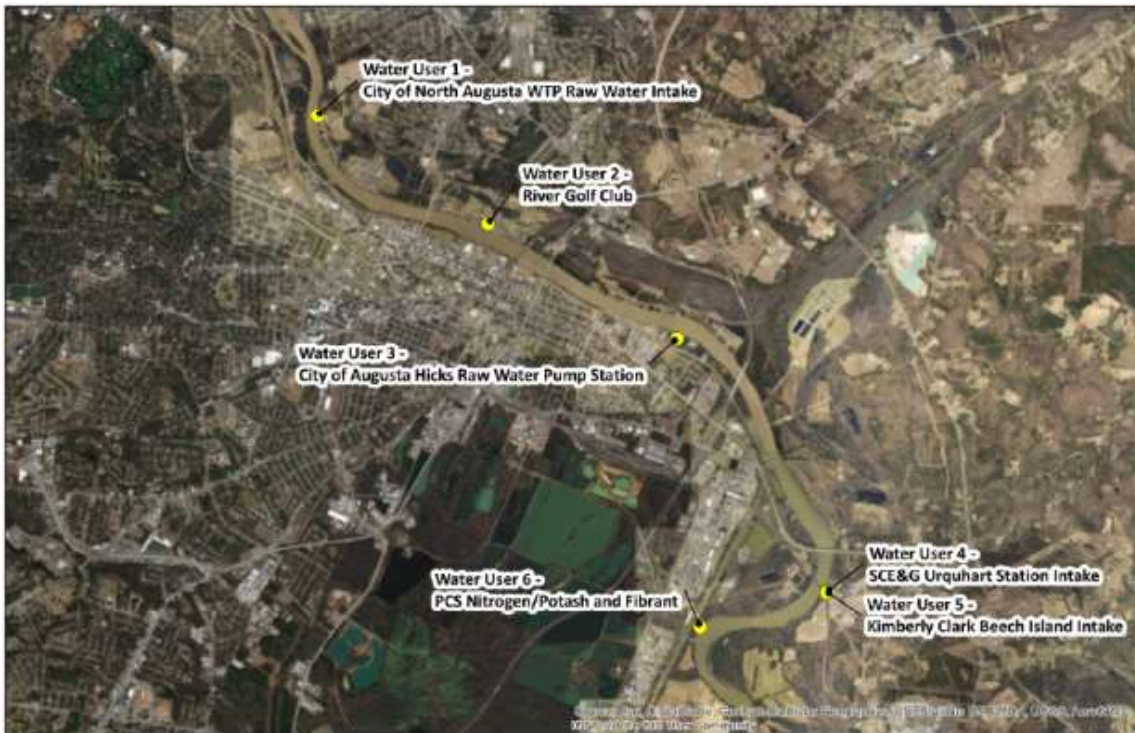 Water User 1 -
City of North Augusta WTP Raw Water Intake
Water User 2 -
River Golf Club
Water User 3 -
City of Augusta Hicks Raw Water Pump Station
Water User 4 -
SCE&G Urquhart Station Intake
Water User 6 -
PCS Nitrogen/Potash and Fibrant
Water User 5 -
Kimberly Clark Beech Island Intake